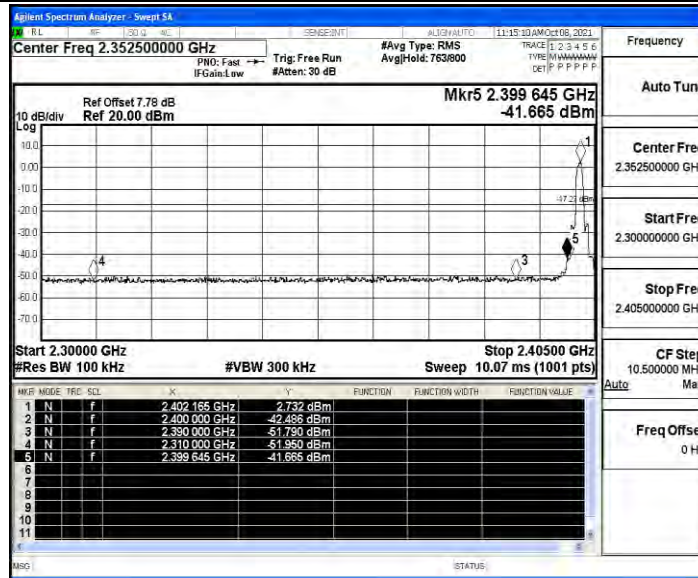 Agilent Spectrum Analyzer - Swept SA
RL RF 50 Ω AC SENSE:INT ALIGNAUTO 11:15:10 AM Oct 08, 2021
Center Freq 2.352500000 GHz
PNO: Fast
IFGain:Low
Trig: Free Run
#Atten: 30 dB
#Avg Type: RMS
Avg|Hold: 763/800
TRACE 1 2 3 4 5 6
TYPE MWWWWW
DET P P P P P P
Ref Offset 7.78 dB
10 dB/div Ref 20.00 dBm
Log
Mkr5 2.399 645 GHz
-41.665 dBm
10.0
0.00
-10.0
-20.0
-30.0
-40.0
-50.0
-60.0
-70.0
1
5
3
4
Start 2.30000 GHz
Stop 2.40500 GHz
#Res BW 100 kHz #VBW 300 kHz Sweep 10.07 ms (1001 pts)
MKR MODE TRC SCL X Y FUNCTION FUNCTION WIDTH FUNCTION VALUE
1 N f 2.402 165 GHz 2.732 dBm
2 N f 2.400 000 GHz -42.486 dBm
3 N f 2.390 000 GHz -51.790 dBm
4 N f 2.310 000 GHz -51.950 dBm
5 N f 2.399 645 GHz -41.665 dBm
6
7
8
9
10
11
MSG STATUS
Frequency
Auto Tun
Center Fre
2.352500000 GH
Start Fre
2.300000000 GH
Stop Fre
2.405000000 GH
CF Step
10.500000 MH
Auto Ma
Freq Offse
0 H